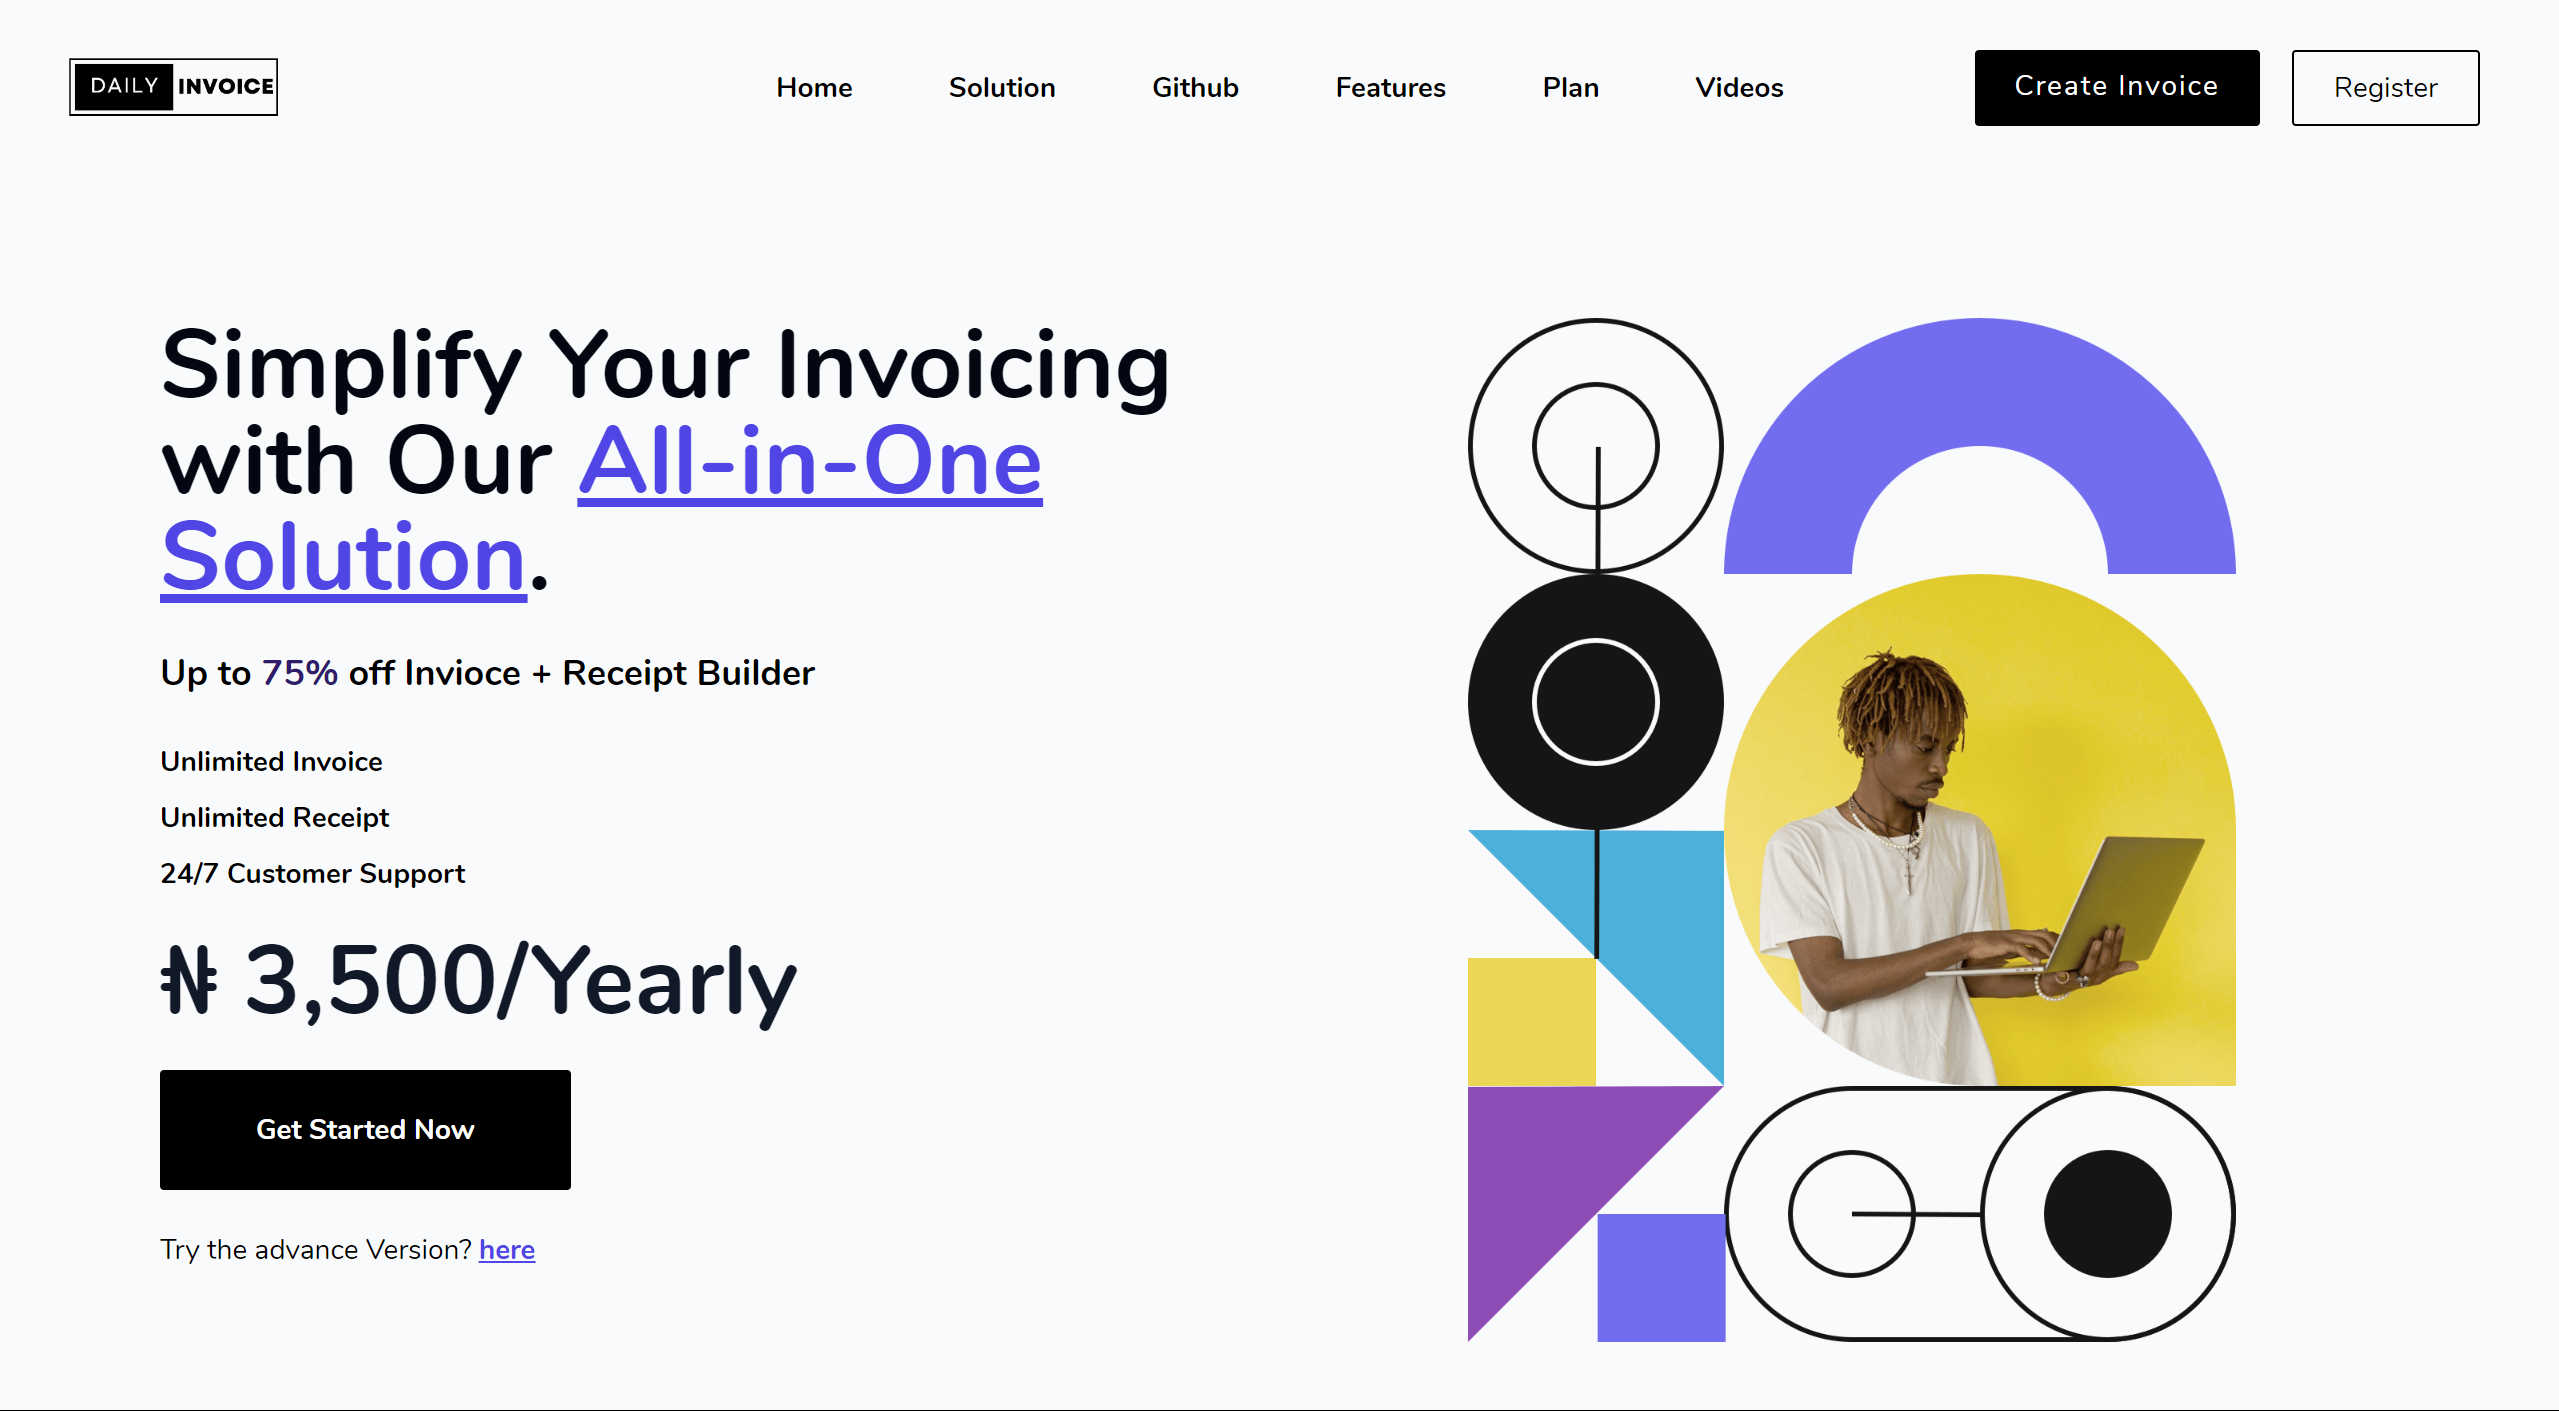 DAILY INVOICE
Home Solution Github Features Plan Videos Create Invoice Register
Simplify Your Invoicing
with Our All-in-One
Solution.
Up to 75% off Invioce + Receipt Builder
Unlimited Invoice
Unlimited Receipt
24/7 Customer Support
₦ 3,500/Yearly
Get Started Now
Try the advance Version? here